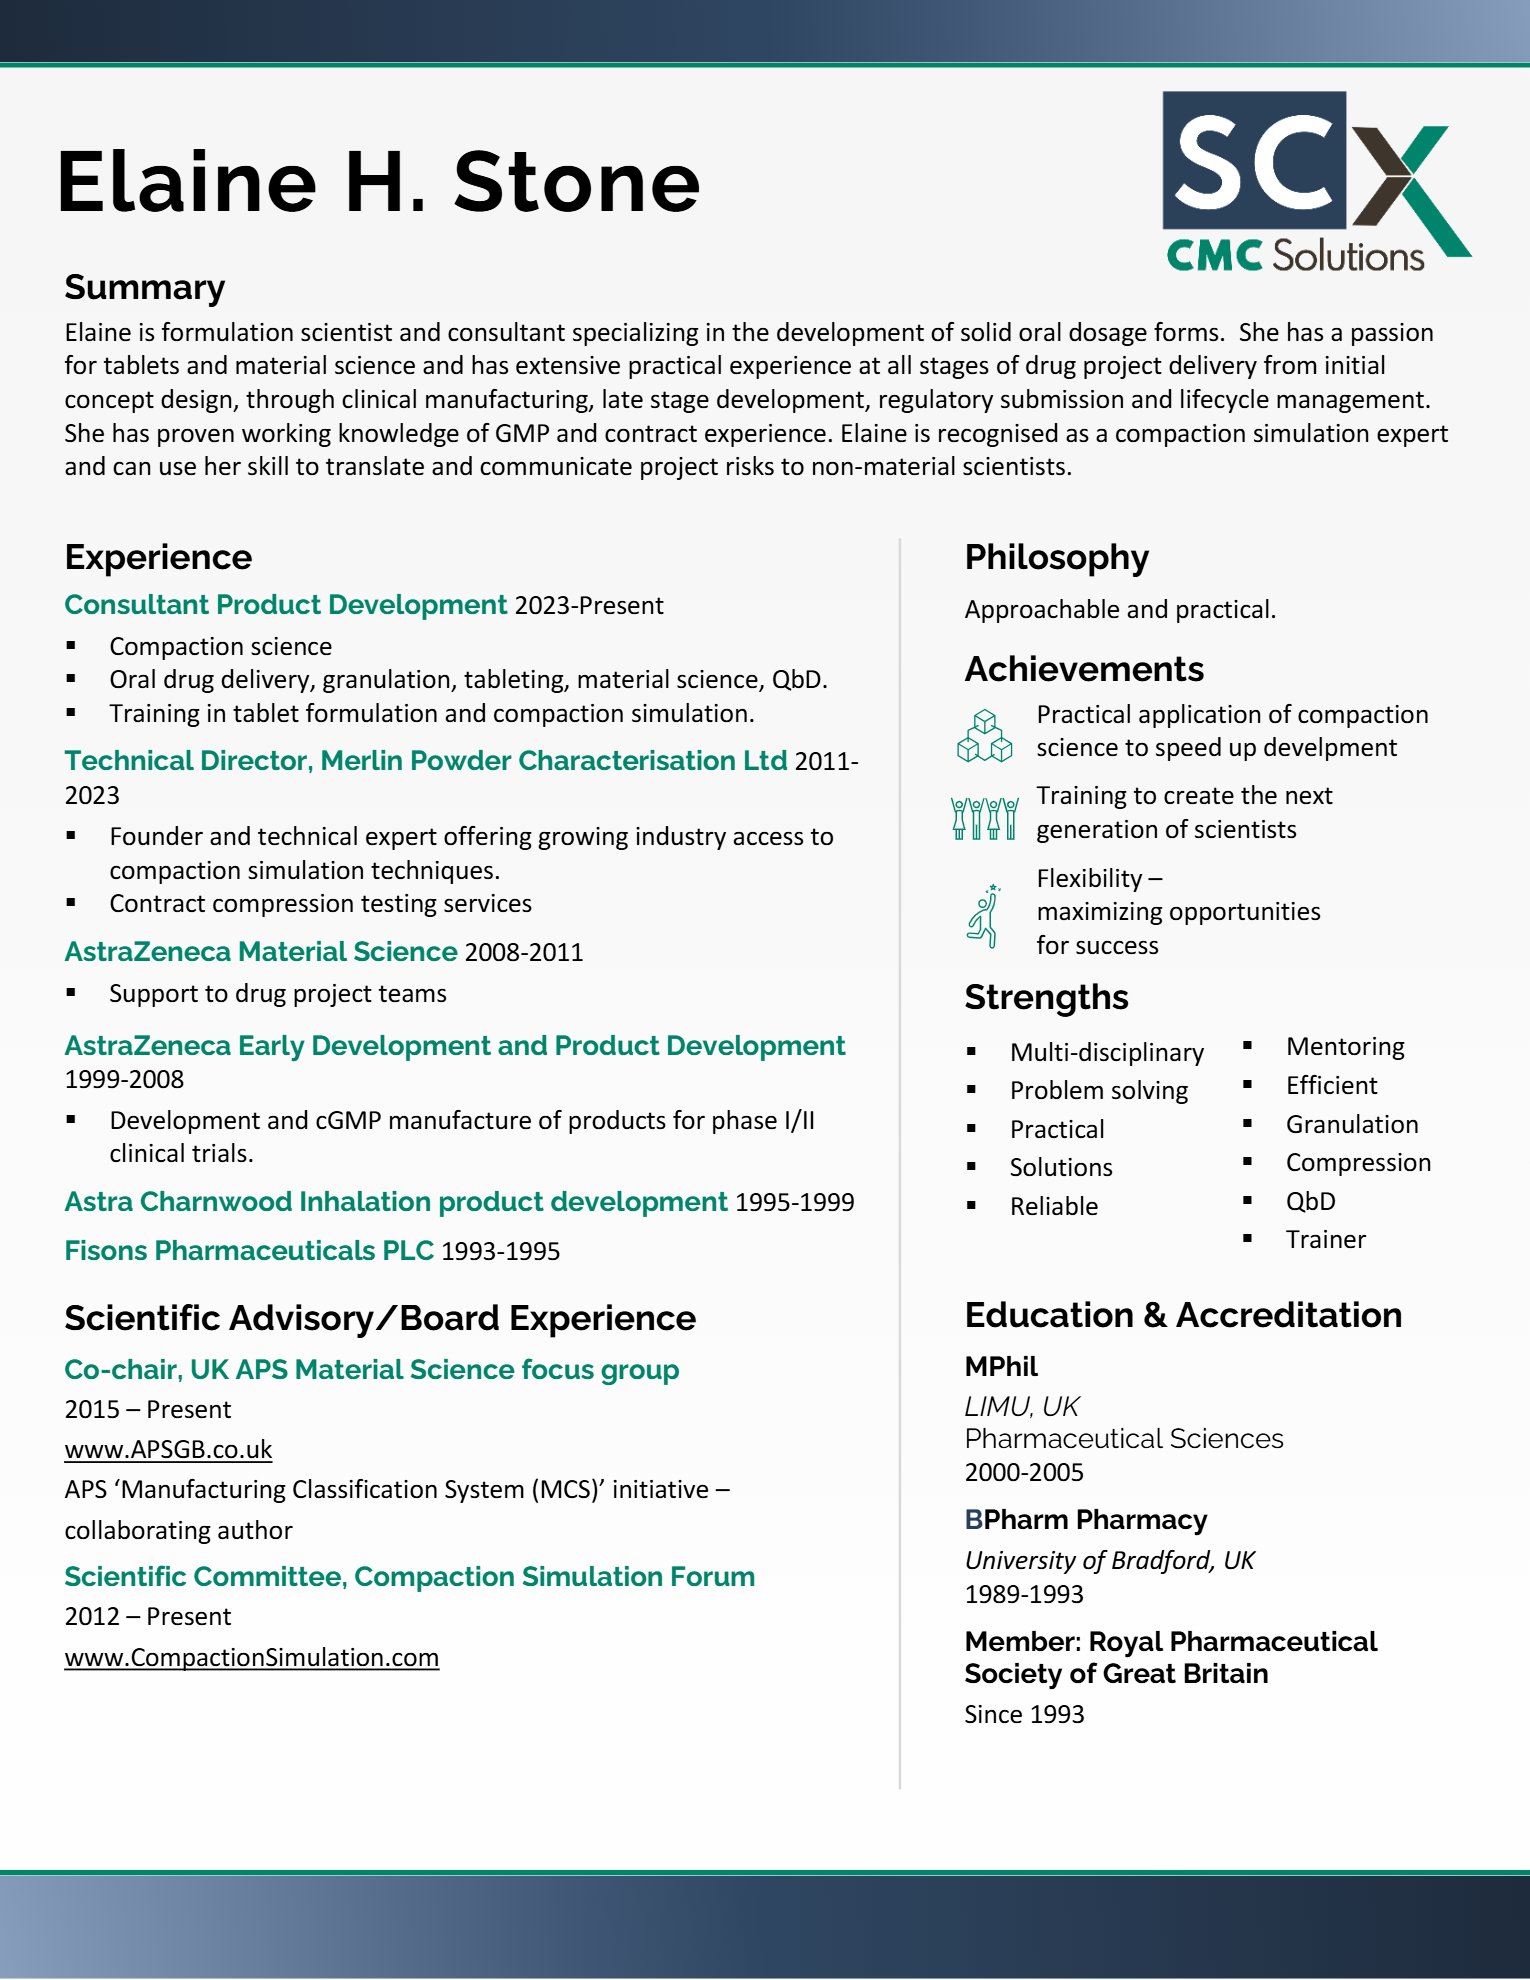 SCX
CMC Solutions
Elaine H. Stone
Summary
Elaine is formulation scientist and consultant specializing in the development of solid oral dosage forms.  She has a passion
for tablets and material science and has extensive practical experience at all stages of drug project delivery from initial
concept design, through clinical manufacturing, late stage development, regulatory submission and lifecycle management.
She has proven working knowledge of GMP and contract experience. Elaine is recognised as a compaction simulation expert
and can use her skill to translate and communicate project risks to non-material scientists.
Experience
Consultant Product Development 2023-Present
▪ Compaction science
▪ Oral drug delivery, granulation, tableting, material science, QbD.
▪ Training in tablet formulation and compaction simulation.
Technical Director, Merlin Powder Characterisation Ltd 2011-
2023
▪ Founder and technical expert offering growing industry access to
compaction simulation techniques.
▪ Contract compression testing services
AstraZeneca Material Science 2008-2011
▪ Support to drug project teams
AstraZeneca Early Development and Product Development
1999-2008
▪ Development and cGMP manufacture of products for phase I/II
clinical trials.
Astra Charnwood Inhalation product development 1995-1999
Fisons Pharmaceuticals PLC 1993-1995
Scientific Advisory/Board Experience
Co-chair, UK APS Material Science focus group
2015 – Present
www.APSGB.co.uk
APS ‘Manufacturing Classification System (MCS)’ initiative –
collaborating author
Scientific Committee, Compaction Simulation Forum
2012 – Present
www.CompactionSimulation.com
Philosophy
Approachable and practical.
Achievements
Practical application of compaction
science to speed up develpment
Training to create the next
generation of scientists
Flexibility –
maximizing opportunities
for success
Strengths
▪ Multi-disciplinary
▪ Problem solving
▪ Practical
▪ Solutions
▪ Reliable
▪ Mentoring
▪ Efficient
▪ Granulation
▪ Compression
▪ QbD
▪ Trainer
Education & Accreditation
MPhil
LIMU, UK
Pharmaceutical Sciences
2000-2005
BPharm Pharmacy
University of Bradford, UK
1989-1993
Member: Royal Pharmaceutical
Society of Great Britain
Since 1993